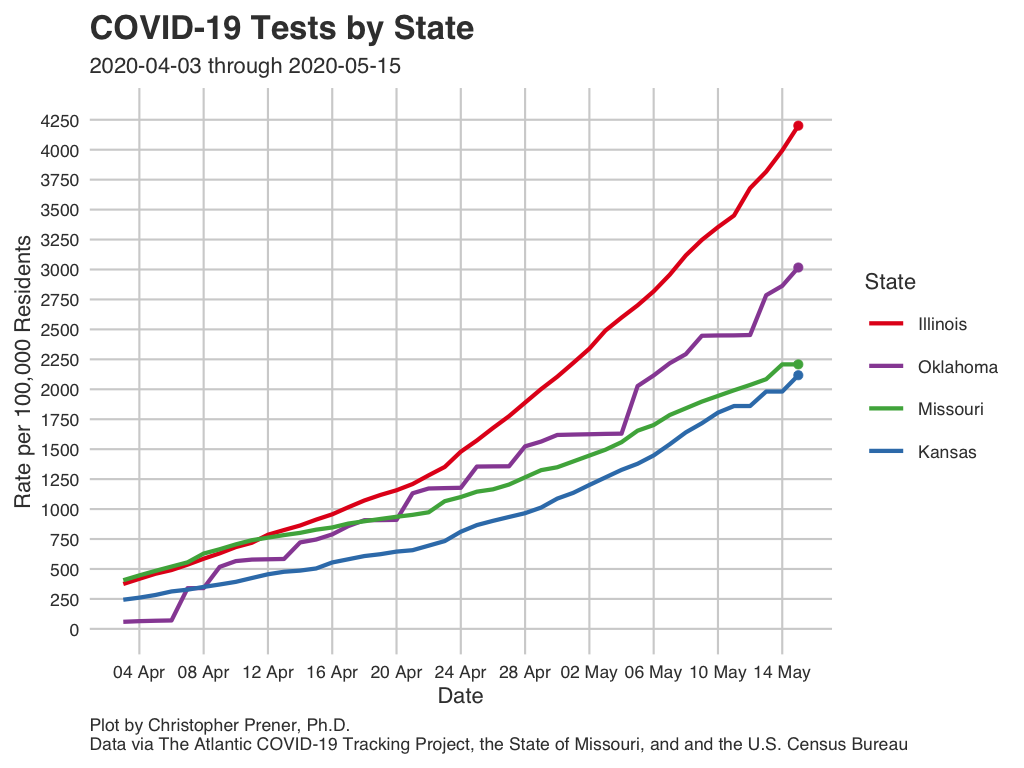 COVID-19 Tests by State
2020-04-03 through 2020-05-15
Rate per 100,000 Residents
4250
4000
3750
3500
3250
3000
2750
2500
2250
2000
1750
1500
1250
1000
750
500
250
0
04 Apr 08 Apr 12 Apr 16 Apr 20 Apr 24 Apr 28 Apr 02 May 06 May 10 May 14 May
Date
State
Illinois
Oklahoma
Missouri
Kansas
Plot by Christopher Prener, Ph.D.
Data via The Atlantic COVID-19 Tracking Project, the State of Missouri, and and the U.S. Census Bureau